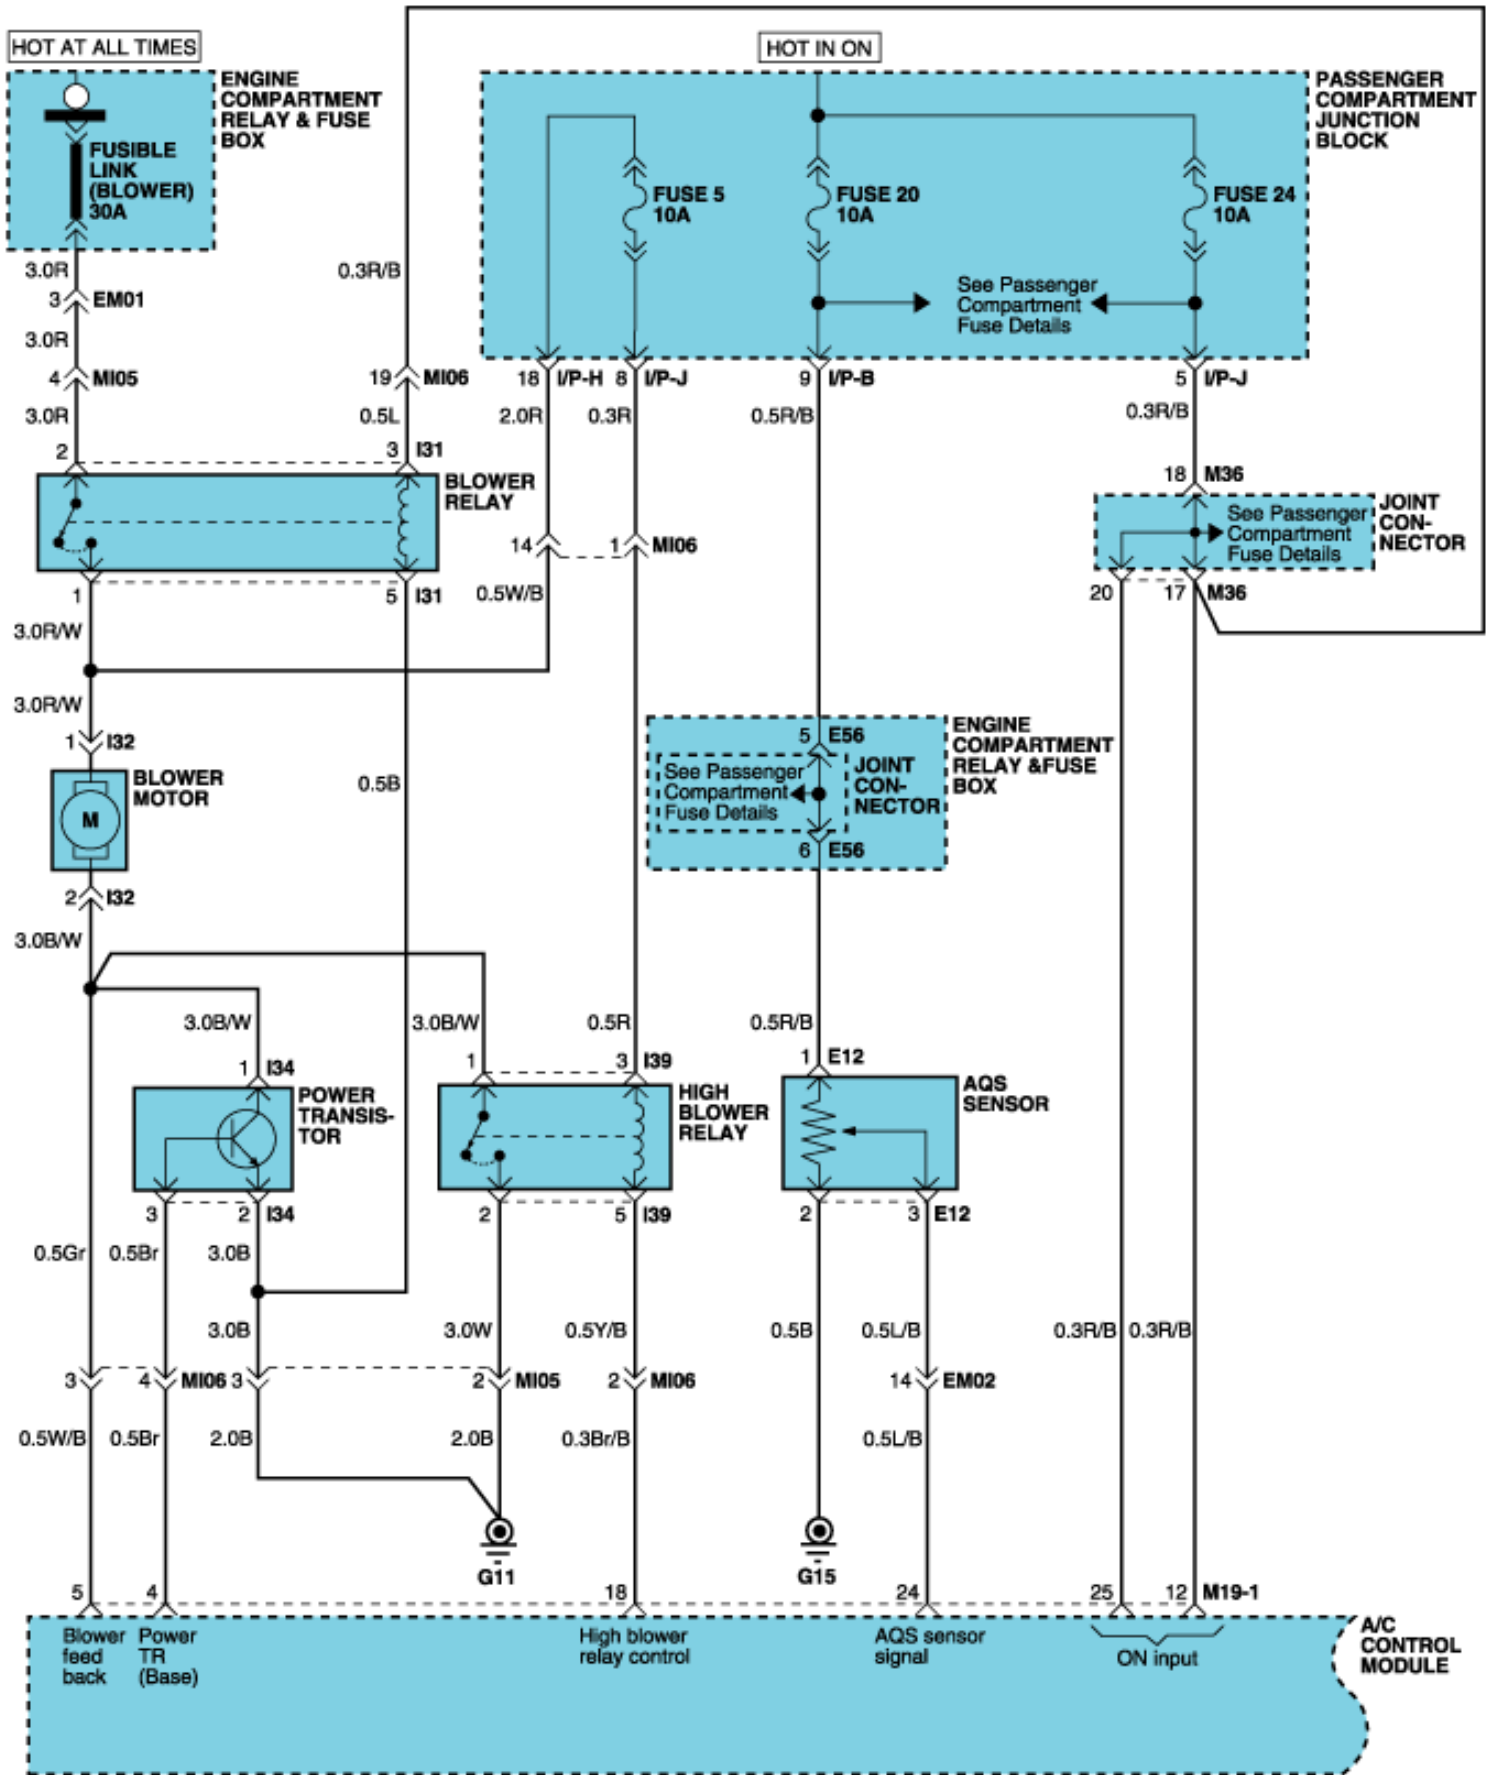 HOT AT ALL TIMES
HOT IN ON
ENGINE
COMPARTMENT
RELAY & FUSE
BOX
FUSIBLE
LINK
(BLOWER)
30A
PASSENGER
COMPARTMENT
JUNCTION
BLOCK
FUSE 5
10A
FUSE 20
10A
FUSE 24
10A
See Passenger
Compartment
Fuse Details
3.0R
0.3R/B
3 EM01
3.0R
4 MI05
19 MI06
18 I/P-H
8 I/P-J
9 I/P-B
5 I/P-J
3.0R
0.5L
2.0R
0.3R
0.5R/B
0.3R/B
2
3 I31
BLOWER
RELAY
18 M36
JOINT
CON-
NECTOR
See Passenger
Compartment
Fuse Details
14
1 MI06
1
5 I31
0.5W/B
20
17 M36
3.0R/W
3.0R/W
1 I32
BLOWER
MOTOR
M
0.5B
5 E56
ENGINE
COMPARTMENT
RELAY &FUSE
BOX
See Passenger
Compartment
Fuse Details
JOINT
CON-
NECTOR
6 E56
2 I32
3.0B/W
3.0B/W
3.0B/W
0.5R
0.5R/B
1 I34
1
3 I39
1 E12
POWER
TRANSIS-
TOR
HIGH
BLOWER
RELAY
AQS
SENSOR
3
2 I34
2
5 I39
2
3 E12
0.5Gr
0.5Br
3.0B
3.0B
3.0W
0.5Y/B
0.5B
0.5L/B
0.3R/B
0.3R/B
3
4 MI06
3
2 MI05
2 MI06
14 EM02
0.5W/B
0.5Br
2.0B
2.0B
0.3Br/B
0.5L/B
G11
G15
5
4
18
24
25
12 M19-1
Blower
feed
back
Power
TR
(Base)
High blower
relay control
AQS sensor
signal
ON input
A/C
CONTROL
MODULE